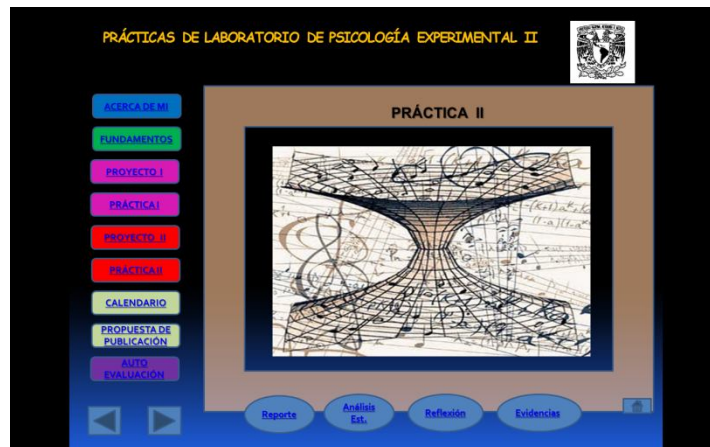 PRÁCTICAS DE LABORATORIO DE PSICOLOGÍA EXPERIMENTAL II
ACERCA DE MI
FUNDAMENTOS
PROYECTO I
PRÁCTICA I
PROYECTO II
PRÁCTICA II
CALENDARIO
PROPUESTA DE
PUBLICACIÓN
AUTO
EVALUACIÓN
PRÁCTICA II
Reporte
Análisis
Est.
Reflexión
Evidencias